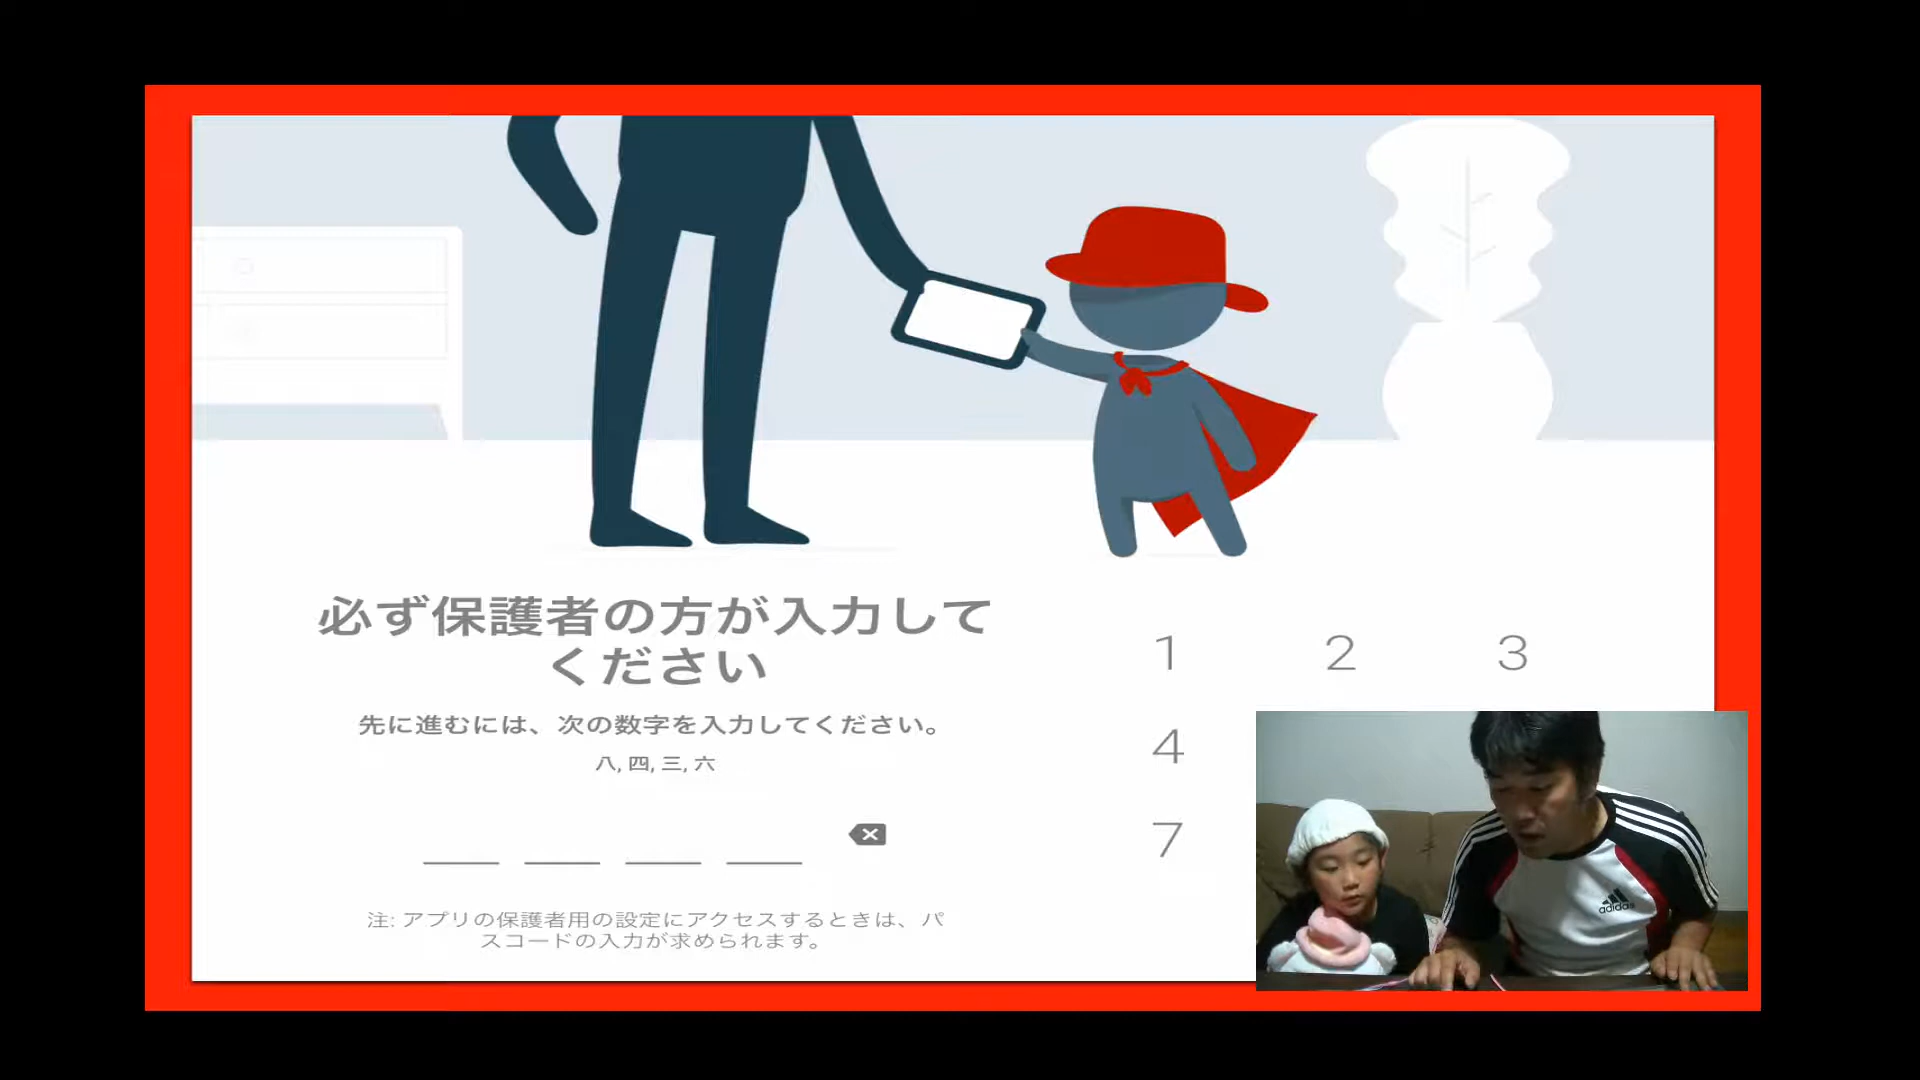 必ず保護者の方が入力して
ください
先に進むには、次の数字を入力してください。
八, 四, 三, 六
注: アプリの保護者用の設定にアクセスするときは、パ
スコードの入力が求められます。
1 2 3
4
7
adidas